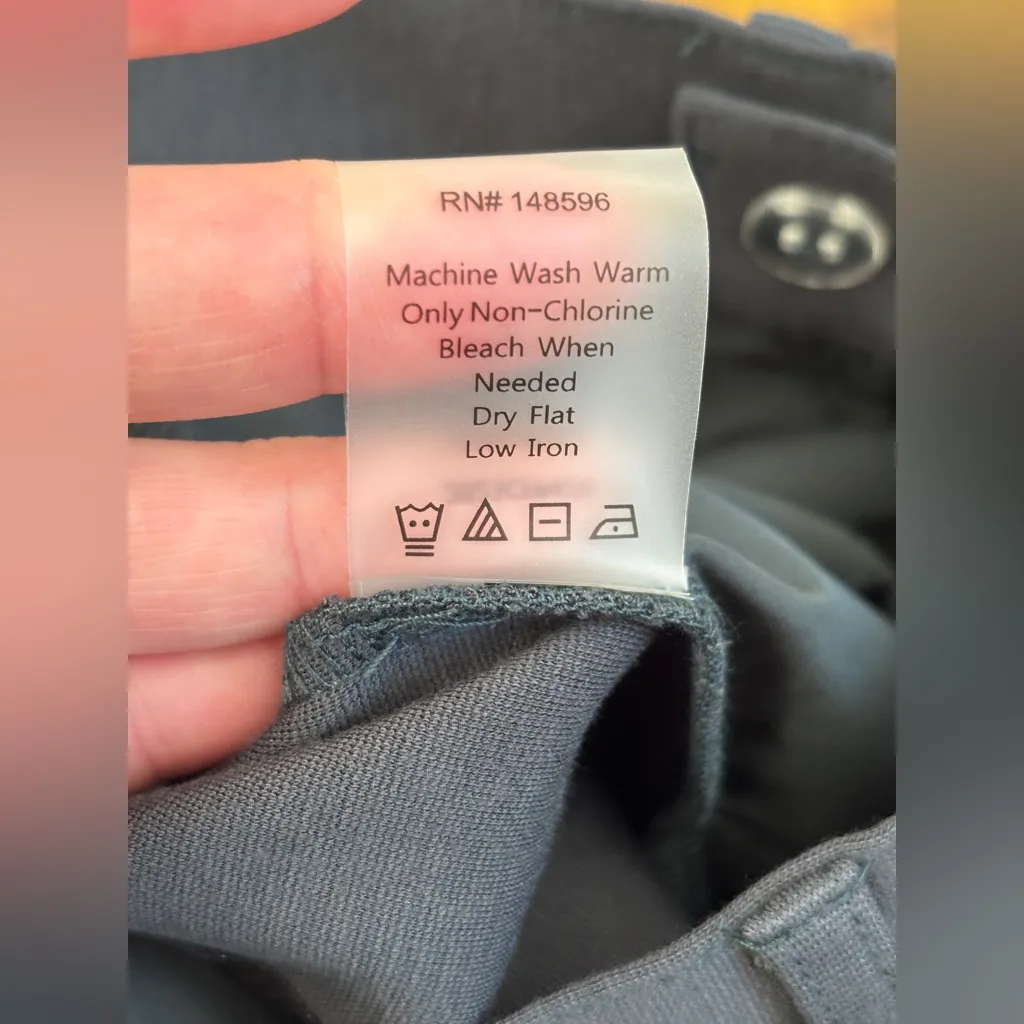 RN# 148596
Machine Wash Warm
Only Non-Chlorine
Bleach When
Needed
Dry Flat
Low Iron